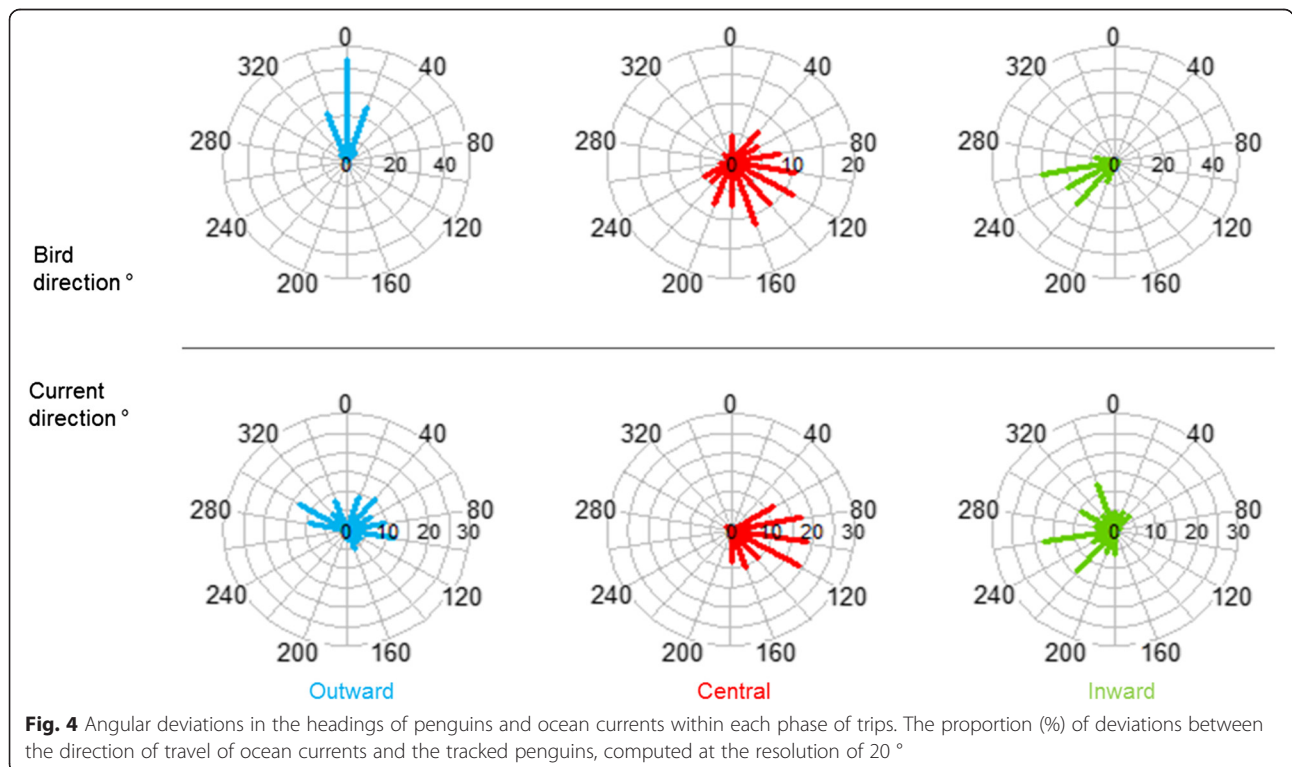 0 0 0
320 40 320 40 320 40
280 80 280 80 280 80
0 20 40 0 10 20 0 20 40
240 120 240 120 240 120
Bird
direction °
200 160 200 160 200 160
Current
direction °
0 0 0
320 40 320 40 320 40
280 80 280 80 280 80
0 10 20 30 0 10 20 30 0 10 20 30
240 120 240 120 240 120
200 160 200 160 200 160
Outward Central Inward
Fig. 4 Angular deviations in the headings of penguins and ocean currents within each phase of trips. The proportion (%) of deviations between
the direction of travel of ocean currents and the tracked penguins, computed at the resolution of 20 °